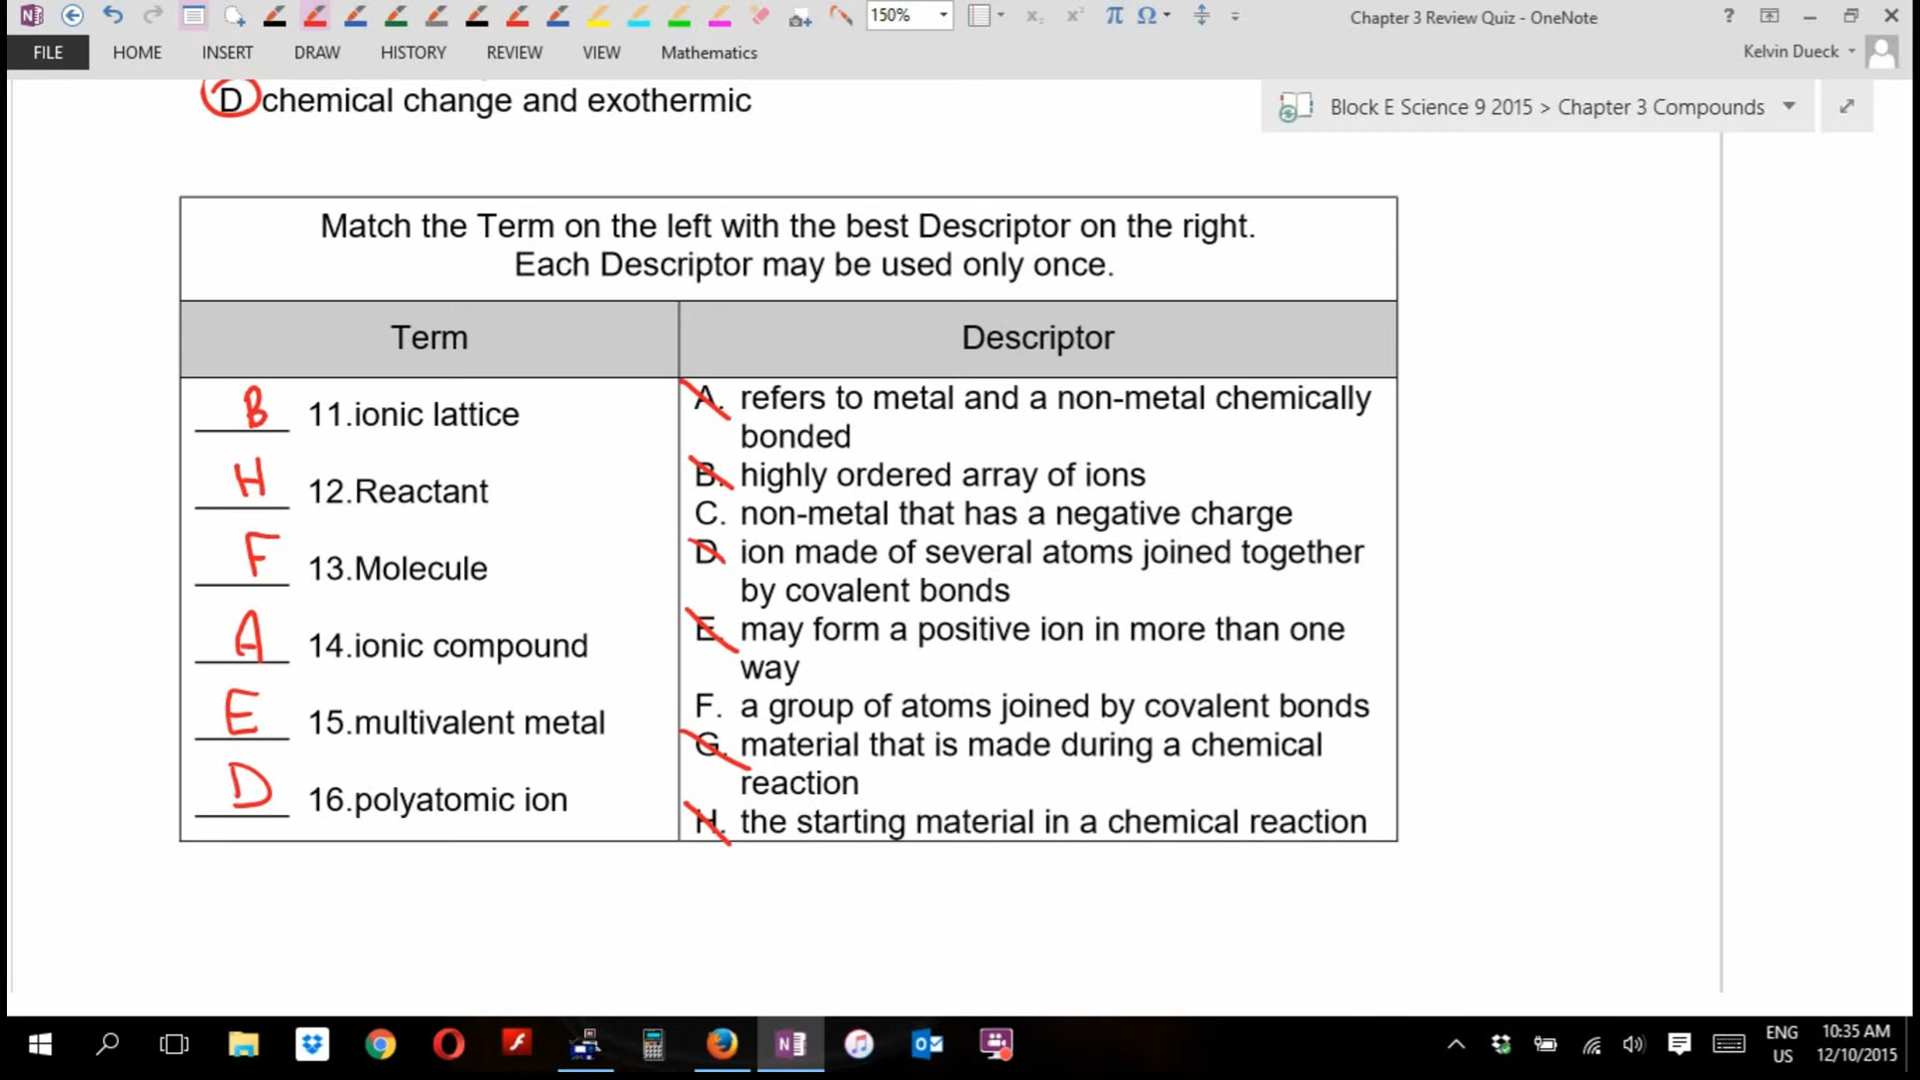 150%
x₂ x² π Ω
Chapter 3 Review Quiz - OneNote
?
FILE HOME INSERT DRAW HISTORY REVIEW VIEW Mathematics
Kelvin Dueck
D chemical change and exothermic
Block E Science 9 2015 > Chapter 3 Compounds
Match the Term on the left with the best Descriptor on the right.
Each Descriptor may be used only once.
Term
Descriptor
B 11.ionic lattice
H 12.Reactant
F 13.Molecule
A 14.ionic compound
E 15.multivalent metal
D 16.polyatomic ion
A. refers to metal and a non-metal chemically
bonded
B. highly ordered array of ions
C. non-metal that has a negative charge
D. ion made of several atoms joined together
by covalent bonds
E. may form a positive ion in more than one
way
F. a group of atoms joined by covalent bonds
G. material that is made during a chemical
reaction
H. the starting material in a chemical reaction
ENG
US
10:35 AM
12/10/2015